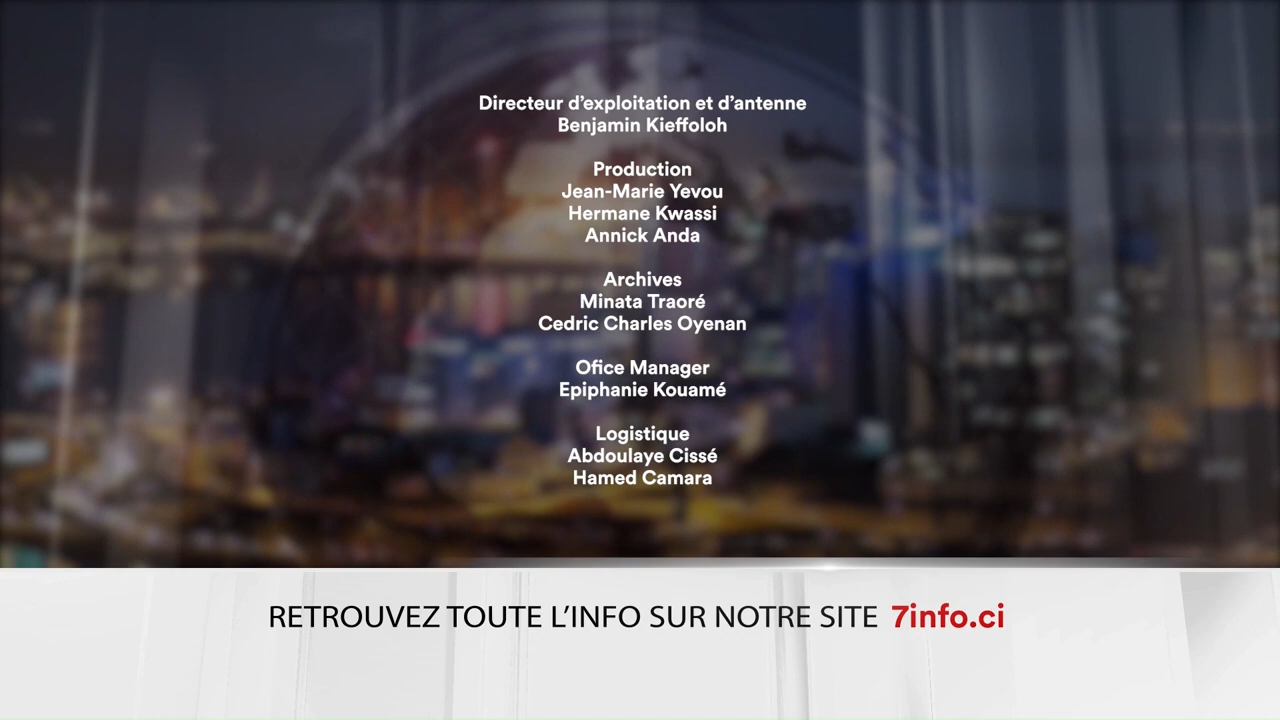 Directeur d’exploitation et d’antenne
Benjamin Kieffoloh
Production
Jean-Marie Yevou
Hermane Kwassi
Annick Anda
Archives
Minata Traoré
Cedric Charles Oyenan
Ofice Manager
Epiphanie Kouamé
Logistique
Abdoulaye Cissé
Hamed Camara
RETROUVEZ TOUTE L’INFO SUR NOTRE SITE 7info.ci